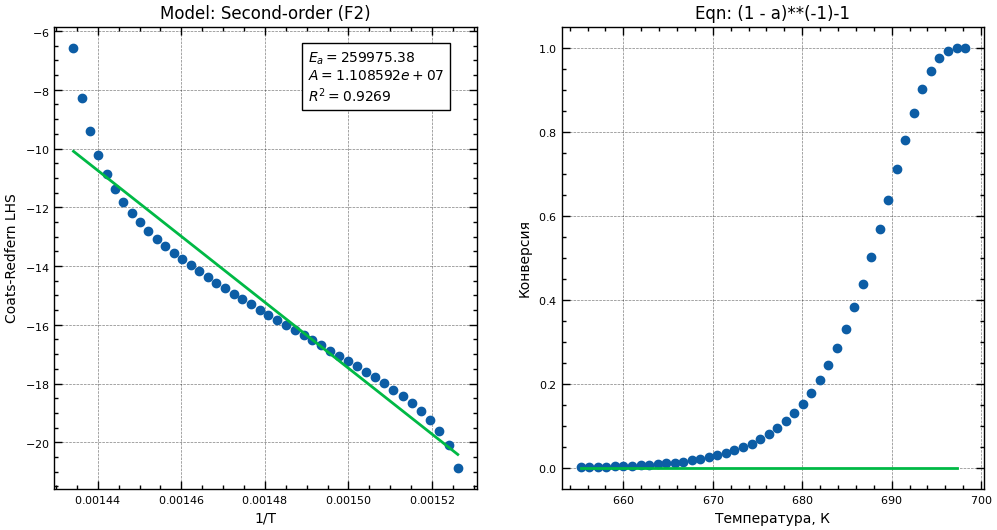 Model: Second-order (F2)
E_a = 259975.38
A = 1.108592e + 07
R^2 = 0.9269
−6
−8
−10
−12
−14
−16
−18
−20
Coats-Redfern LHS
0.00144
0.00146
0.00148
0.00150
0.00152
1/T
Eqn: (1 - a)**(-1)-1
1.0
0.8
0.6
0.4
0.2
0.0
Конверсия
660
670
680
690
700
Температура, К